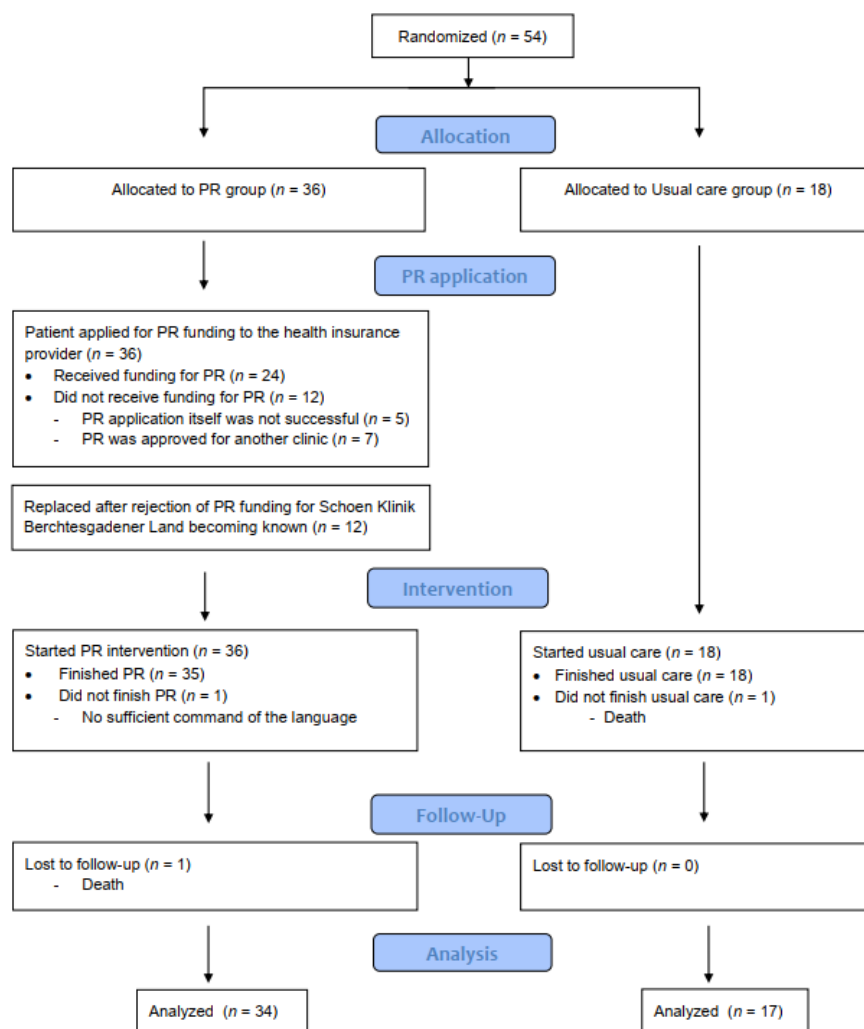 Randomized (n = 54)
Allocation
Allocated to PR group (n = 36)
Allocated to Usual care group (n = 18)
PR application
Patient applied for PR funding to the health insurance
provider (n = 36)
• Received funding for PR (n = 24)
• Did not receive funding for PR (n = 12)
- PR application itself was not successful (n = 5)
- PR was approved for another clinic (n = 7)
Replaced after rejection of PR funding for Schoen Klinik
Berchtesgadener Land becoming known (n = 12)
Intervention
Started PR intervention (n = 36)
• Finished PR (n = 35)
• Did not finish PR (n = 1)
- No sufficient command of the language
Started usual care (n = 18)
• Finished usual care (n = 18)
• Did not finish usual care (n = 1)
- Death
Follow-Up
Lost to follow-up (n = 1)
- Death
Lost to follow-up (n = 0)
Analysis
Analyzed (n = 34)
Analyzed (n = 17)